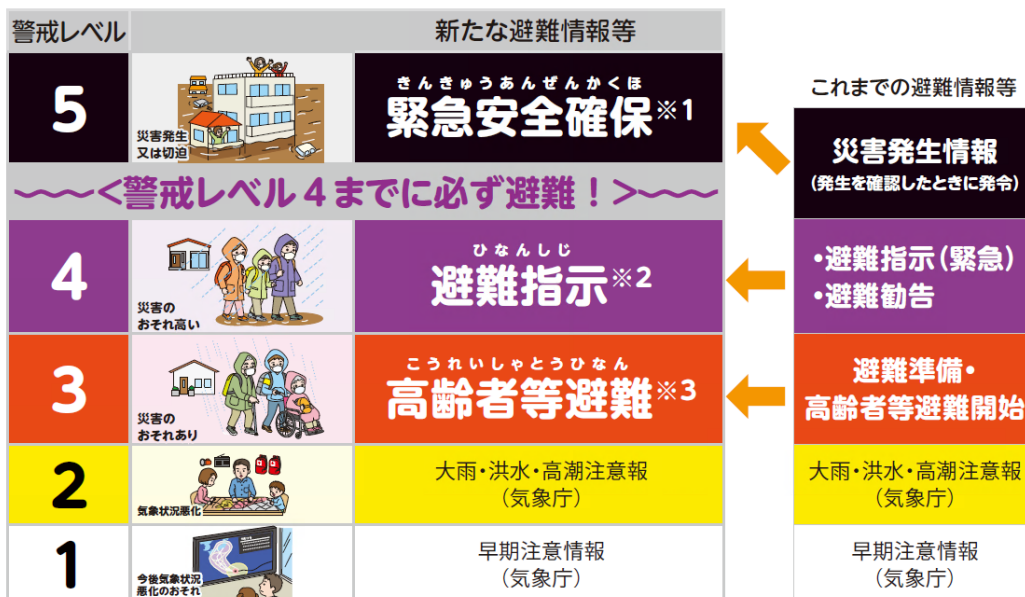 警戒レベル
新たな避難情報等
5
災害発生
又は切迫
きんきゅうあんぜんかくほ
緊急安全確保※1
〜〜〜<警戒レベル4までに必ず避難!>〜〜〜
4
災害の
おそれ高い
ひなんしじ
避難指示※2
3
災害の
おそれあり
こうれいしゃとうひなん
高齢者等避難※3
2
気象状況悪化
大雨・洪水・高潮注意報
(気象庁)
1
今後気象状況
悪化のおそれ
早期注意情報
(気象庁)
これまでの避難情報等
災害発生情報
(発生を確認したときに発令)
・避難指示(緊急)
・避難勧告
避難準備・
高齢者等避難開始
大雨・洪水・高潮注意報
(気象庁)
早期注意情報
(気象庁)